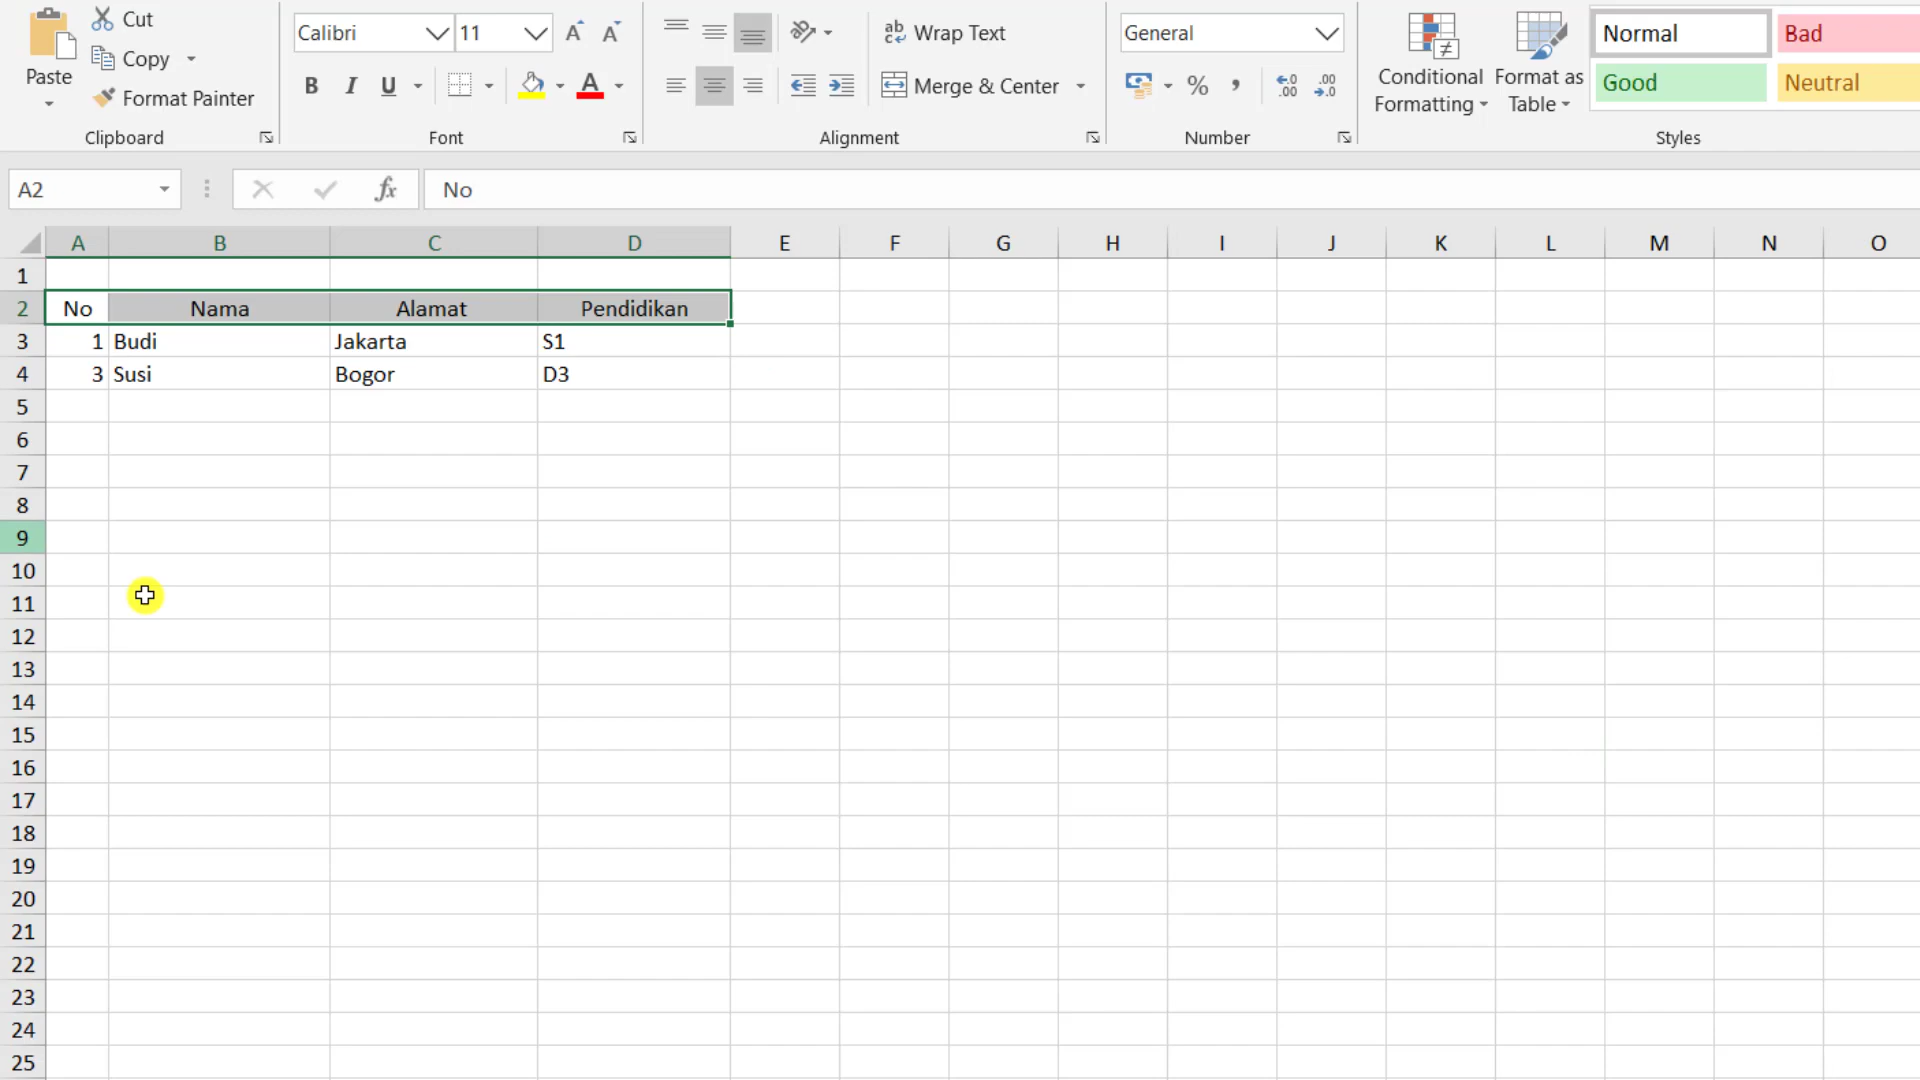 Cut
Calibri 11 Wrap Text General Normal Bad
Copy
Paste Conditional Format as
B I U Merge & Center % , Formatting Table Good Neutral
Format Painter
Clipboard Font Alignment Number Styles
A2 fx No
A B C D E F G H I J K L M N O
1
2 No Nama Alamat Pendidikan
3 1 Budi Jakarta S1
4 3 Susi Bogor D3
5
6
7
8
9
10
11
12
13
14
15
16
17
18
19
20
21
22
23
24
25